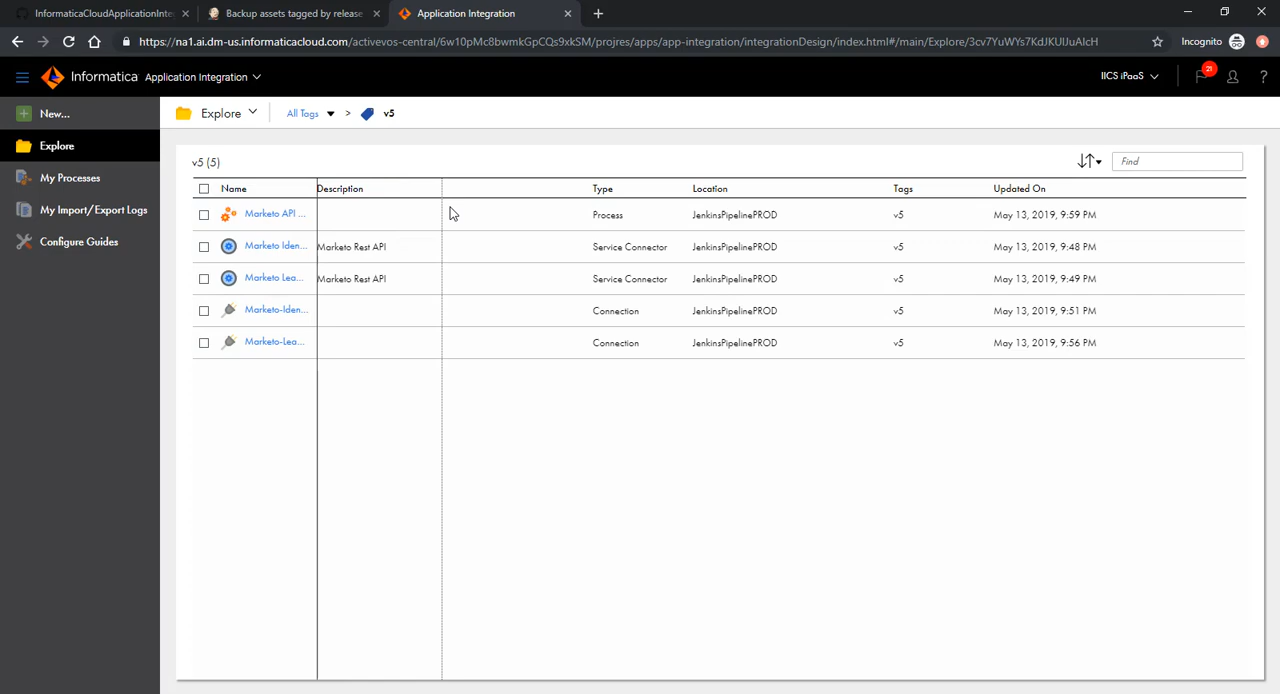 InformaticaCloudApplicationInteg
Backup assets tagged by release
Application Integration
https://na1.ai.dm-us.informaticacloud.com/activevos-central/6w10pMc8bwmkGpCQs9xkSM/projres/apps/app-integration/integrationDesign/index.html#/main/Explore/3cv7YuWYs7KdJKUlJuAlcH
Incognito
Informatica Application Integration
IICS iPaaS
21
?
New...
Explore
My Processes
My Import/Export Logs
Configure Guides
Explore
All Tags > v5
v5 (5)
Find
Name Description Type Location Tags Updated On
Marketo API ... Process JenkinsPipelinePROD v5 May 13, 2019, 9:59 PM
Marketo Iden... Marketo Rest API Service Connector JenkinsPipelinePROD v5 May 13, 2019, 9:48 PM
Marketo Lea... Marketo Rest API Service Connector JenkinsPipelinePROD v5 May 13, 2019, 9:49 PM
Marketo-Iden... Connection JenkinsPipelinePROD v5 May 13, 2019, 9:51 PM
Marketo-Lea... Connection JenkinsPipelinePROD v5 May 13, 2019, 9:56 PM